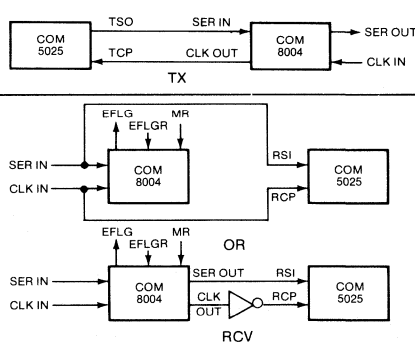 COM 5025
TSO SER IN
TCP CLK OUT
COM 8004
SER OUT
CLK IN
TX
EFLG MR
EFLGR
SER IN
CLK IN
COM 8004
RSI
RCP
COM 5025
OR
EFLG MR
EFLGR
SER IN
CLK IN
COM 8004
SER OUT RSI
CLK OUT
RCP
COM 5025
RCV